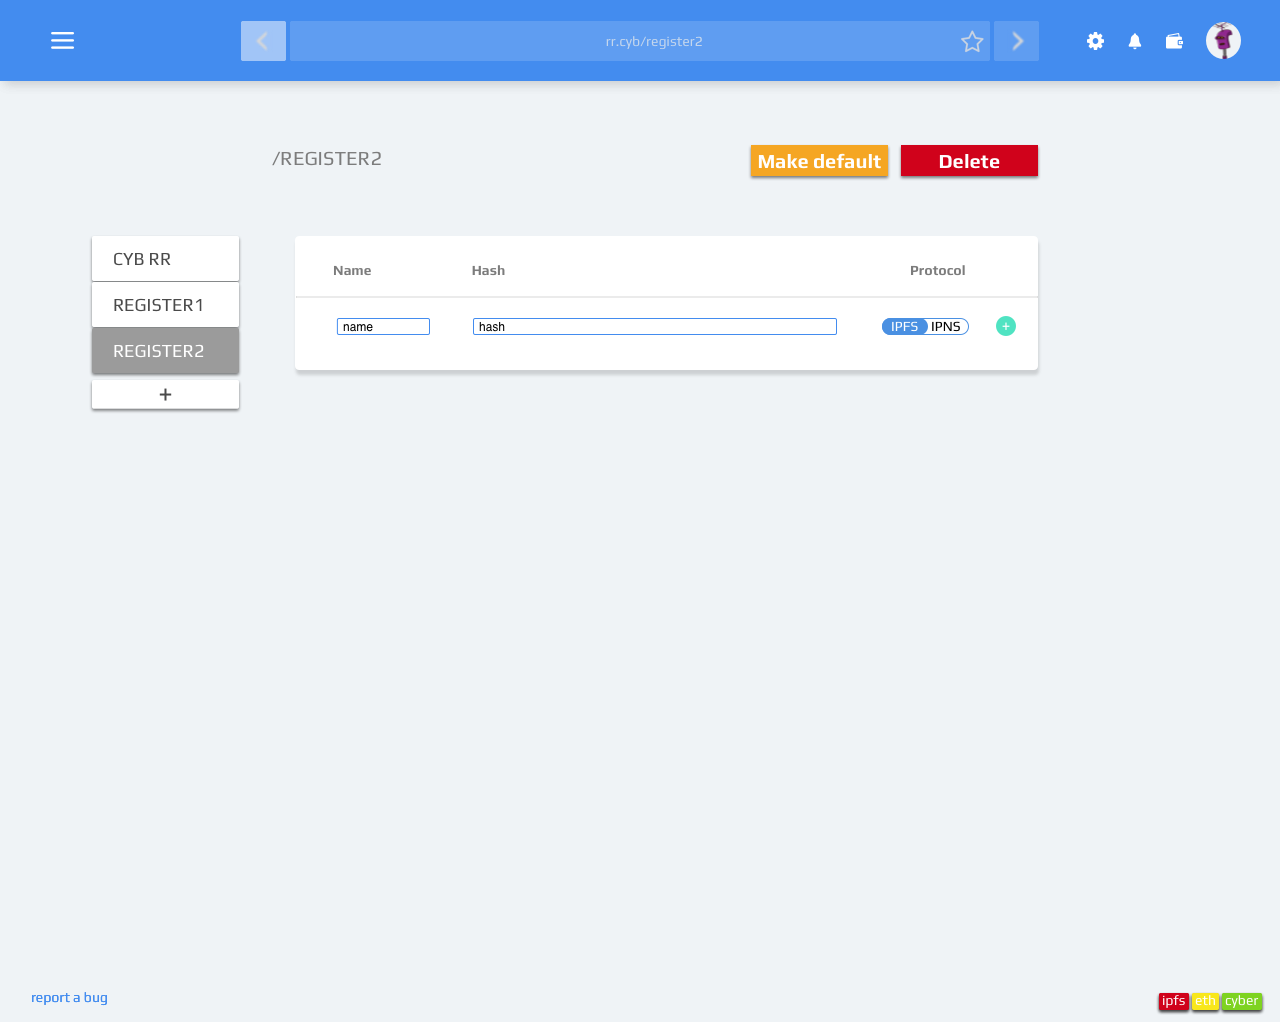 rr.cyb/register2
/REGISTER2
Make default
Delete
CYB RR
REGISTER1
REGISTER2
+
Name Hash Protocol
name hash IPFS IPNS +
report a bug
ipfs eth cyber